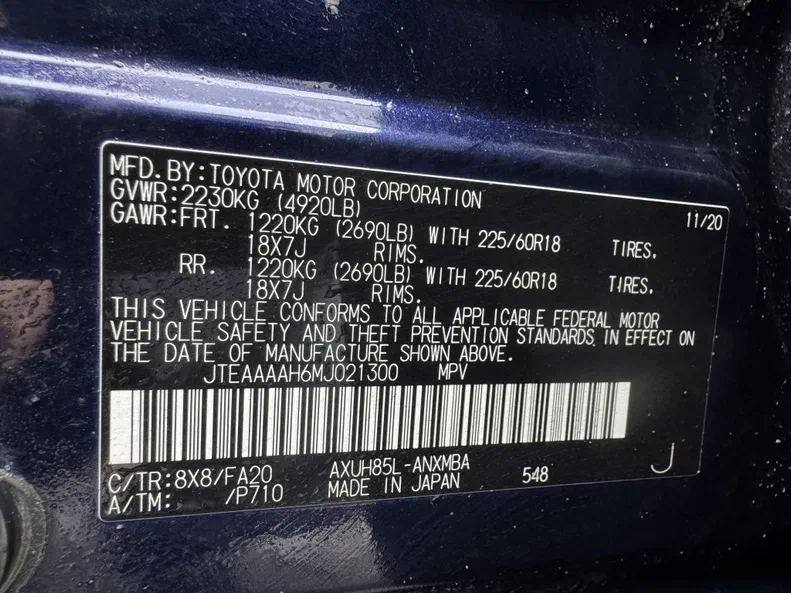 MFD. BY: TOYOTA MOTOR CORPORATION 11/20
GVWR: 2230KG (4920LB)
GAWR: FRT. 1220KG (2690LB) WITH 225/60R18 TIRES.
18X7J RIMS.
RR. 1220KG (2690LB) WITH 225/60R18 TIRES.
18X7J RIMS.
THIS VEHICLE CONFORMS TO ALL APPLICABLE FEDERAL MOTOR
VEHICLE SAFETY AND THEFT PREVENTION STANDARDS IN EFFECT ON
THE DATE OF MANUFACTURE SHOWN ABOVE.
JTEAAAAH6MJ021300 MPV
C/TR: 8X8/FA20 AXUH85L-ANXMBA 548 J
A/TM: /P710 MADE IN JAPAN